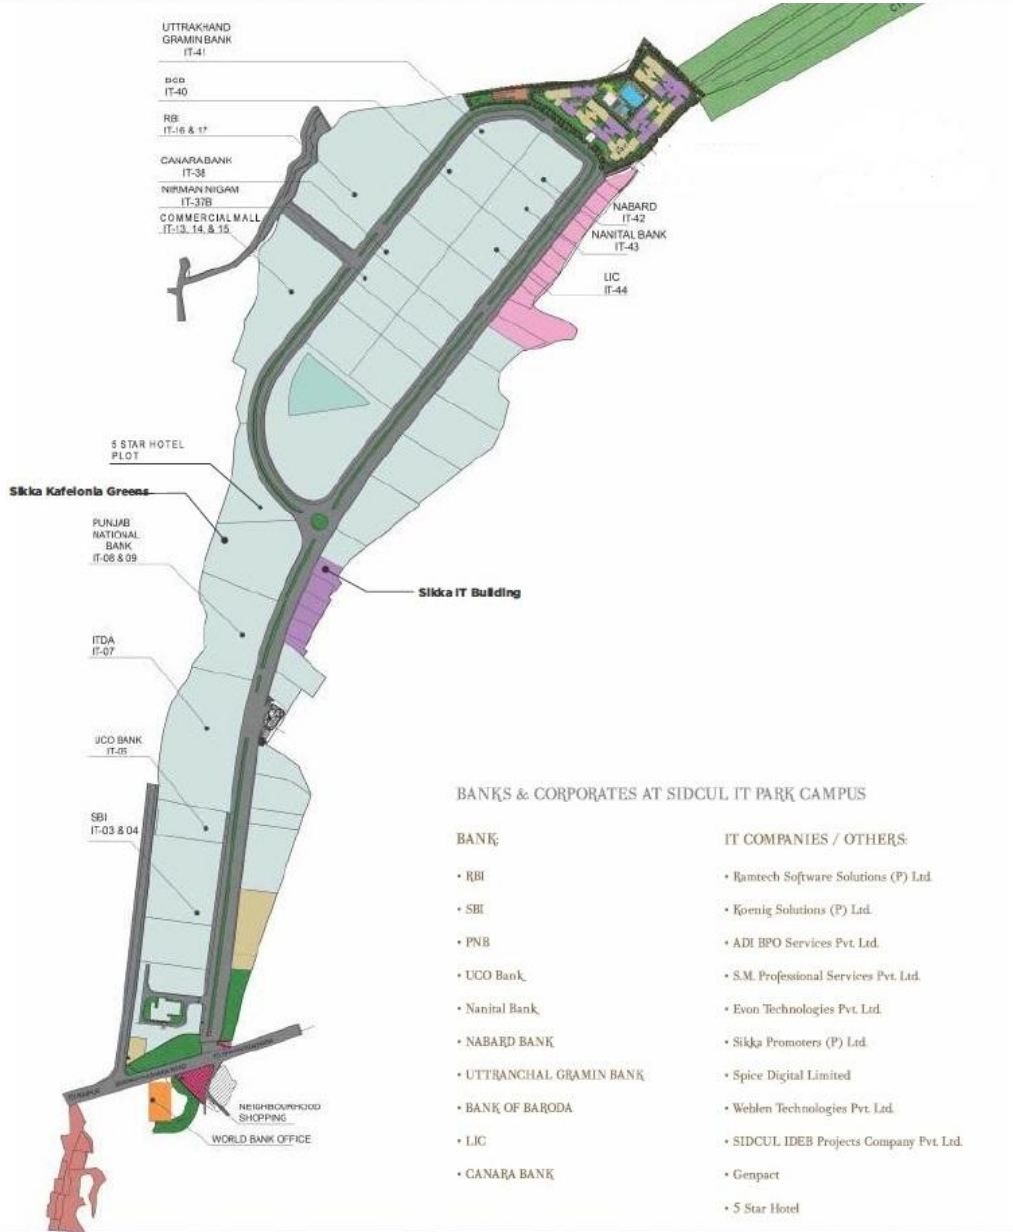 UTTRAKHAND
GRAMIN BANK
IT-41
IT-40
RBI
IT-16 & 17
CANARA BANK
IT-38
NIRMAN NIGAM
IT-37B
COMMERCIAL MALL
IT-13, 14, & 15
NABARD
IT-42
NANITAL BANK
IT-43
LIC
IT-44
5 STAR HOTEL
PLOT
Sikka Kafelonia Greens
PUNJAB
NATIONAL
BANK
IT-08 & 09
Sikka IT Building
ITDA
IT-07
UCO BANK
IT-05
SBI
IT-03 & 04
NEIGHBOURHOOD
SHOPPING
WORLD BANK OFFICE
BANKS & CORPORATES AT SIDCUL IT PARK CAMPUS
BANK:
• RBI
• SBI
• PNB
• UCO Bank
• Nanital Bank
• NABARD BANK
• UTTRANCHAL GRAMIN BANK
• BANK OF BARODA
• LIC
• CANARA BANK
IT COMPANIES / OTHERS:
• Ramtech Software Solutions (P) Ltd.
• Koenig Solutions (P) Ltd.
• ADI BPO Services Pvt. Ltd.
• S.M. Professional Services Pvt. Ltd.
• Evon Technologies Pvt. Ltd.
• Sikka Promoters (P) Ltd.
• Spice Digital Limited
• Weblen Technologies Pvt. Ltd.
• SIDCUL IDEB Projects Company Pvt. Ltd.
• Genpact
• 5 Star Hotel